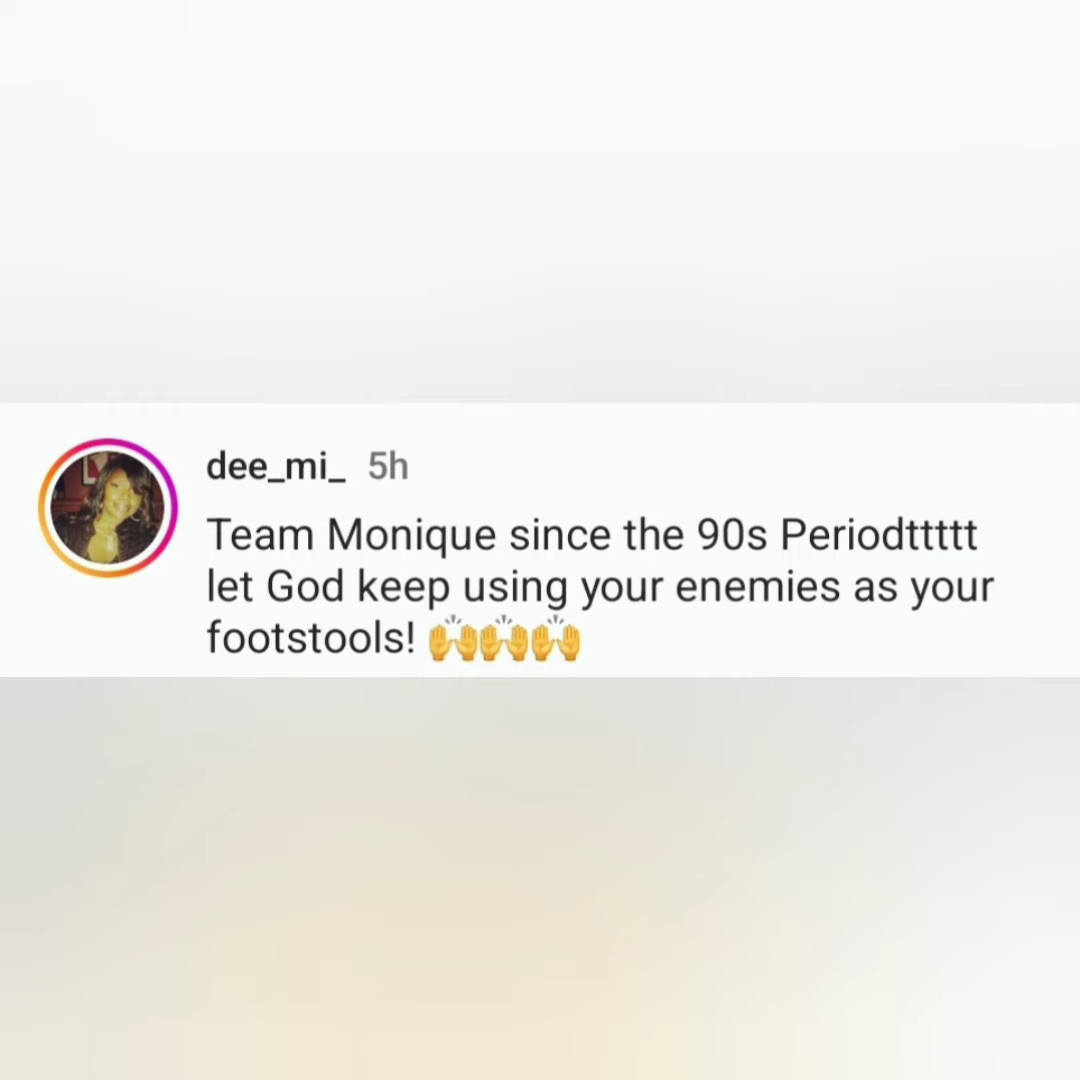 dee_mi_ 5h
Team Monique since the 90s Periodttttt
let God keep using your enemies as your
footstools! 🙌🙌🙌